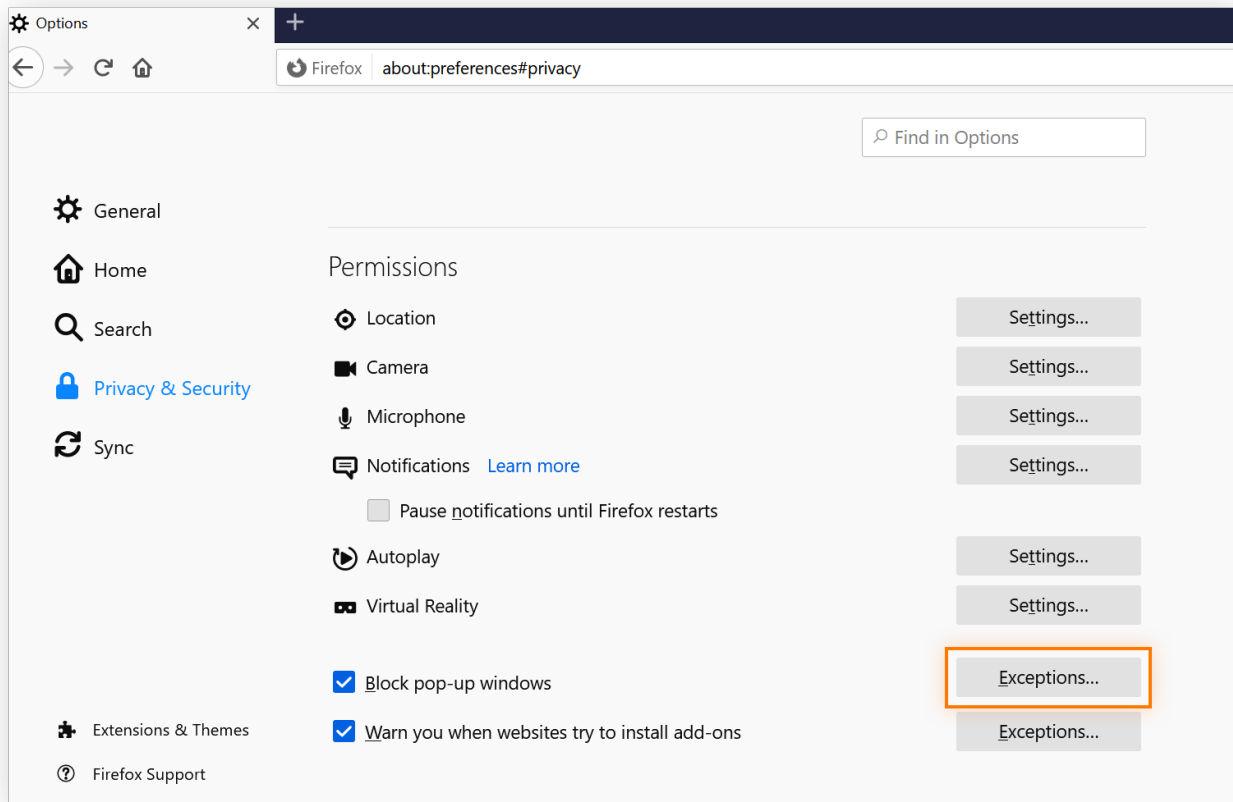 Options
Firefox about:preferences#privacy
Find in Options
General
Home
Search
Privacy & Security
Sync
Extensions & Themes
Firefox Support
Permissions
Location Settings...
Camera Settings...
Microphone Settings...
Notifications Learn more Settings...
Pause notifications until Firefox restarts
Autoplay Settings...
Virtual Reality Settings...
Block pop-up windows Exceptions...
Warn you when websites try to install add-ons Exceptions...